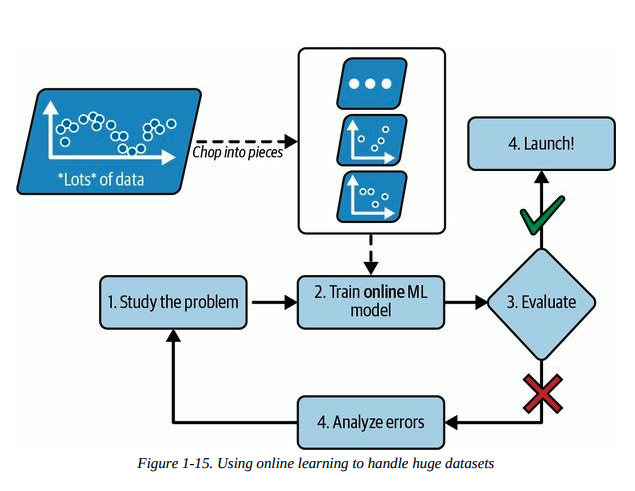 *Lots* of data
Chop into pieces
4. Launch!
1. Study the problem
2. Train online ML
model
3. Evaluate
4. Analyze errors
Figure 1-15. Using online learning to handle huge datasets